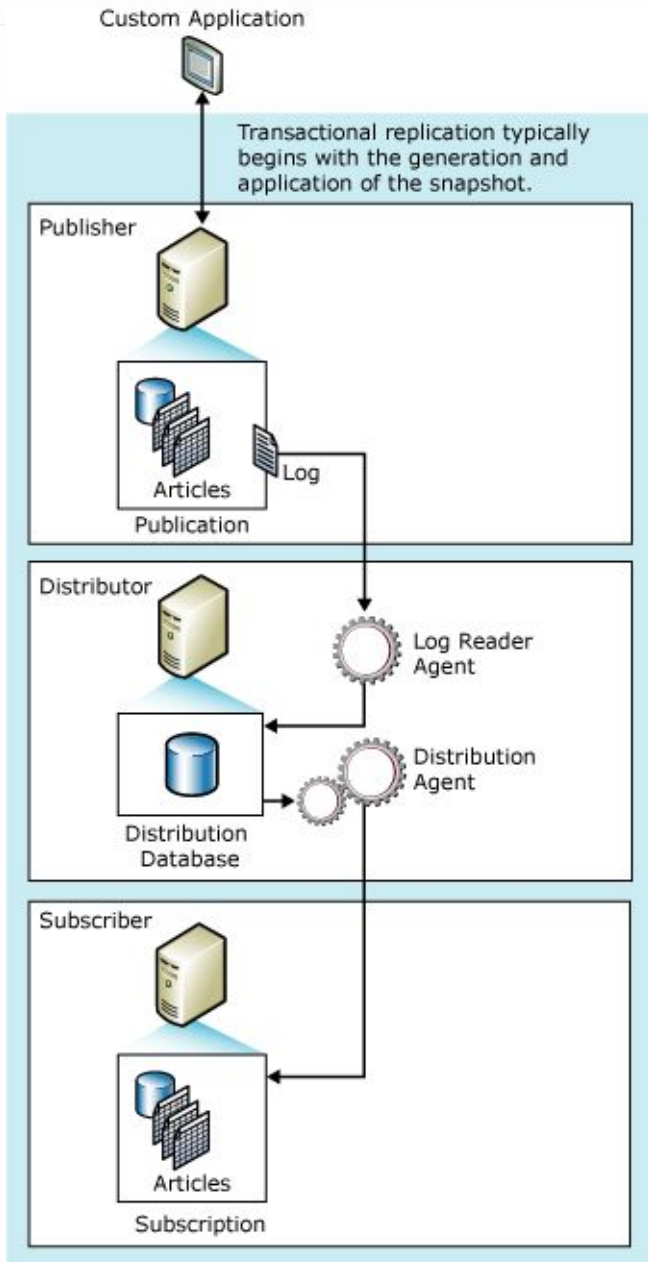 Custom Application
Transactional replication typically
begins with the generation and
application of the snapshot.
Publisher
Log
Articles
Publication
Distributor
Log Reader
Agent
Distribution
Agent
Distribution
Database
Subscriber
Articles
Subscription